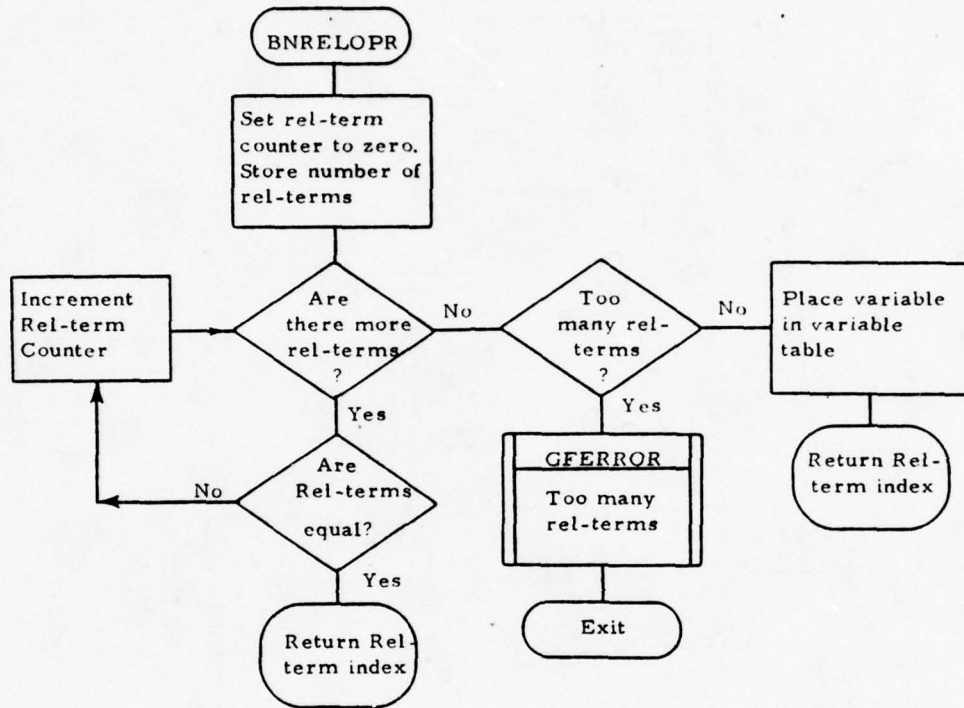 BNRELOPR
Set rel-term
counter to zero.
Store number of
rel-terms
Increment
Rel-term
Counter
Are
there more
rel-terms
?
No
Too
many rel-
terms
?
No
Place variable
in variable
table
Yes
Yes
Are
Rel-terms
equal?
No
GFERROR
Too many
rel-terms
Return Rel-
term index
Yes
Return Rel-
term index
Exit